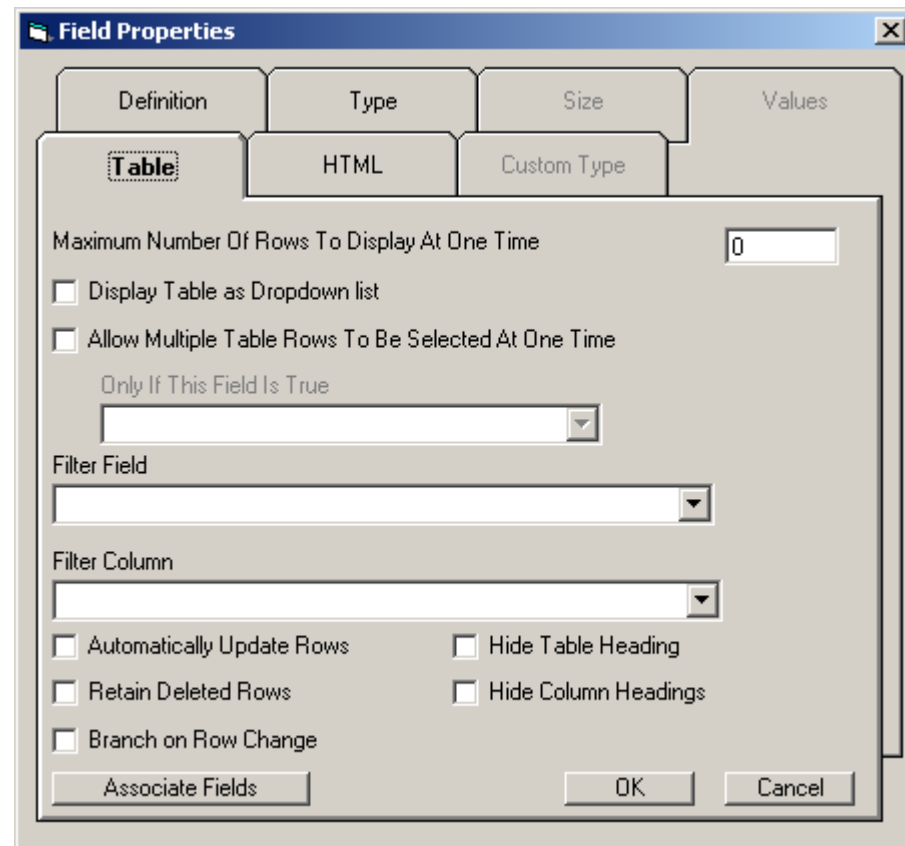 Field Properties
Definition Type Size Values
Table HTML Custom Type
Maximum Number Of Rows To Display At One Time 0
Display Table as Dropdown list
Allow Multiple Table Rows To Be Selected At One Time
Only If This Field Is True
Filter Field
Filter Column
Automatically Update Rows Hide Table Heading
Retain Deleted Rows Hide Column Headings
Branch on Row Change
Associate Fields OK Cancel